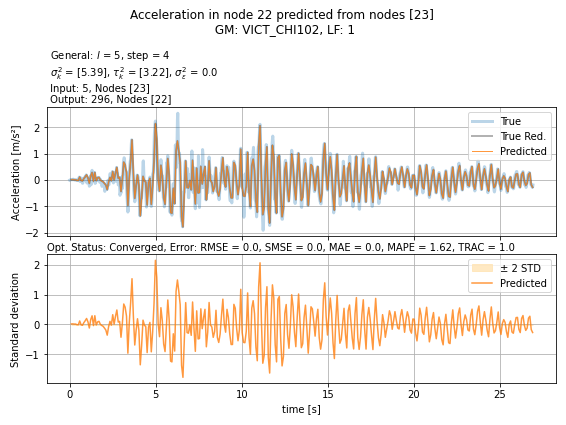 Acceleration in node 22 predicted from nodes [23]
GM: VICT_CHI102, LF: 1
General: l = 5, step = 4
σ²ₖ = [5.39], τ²ₖ = [3.22], σ²ε = 0.0
Input: 5, Nodes [23]
Output: 296, Nodes [22]
Acceleration [m/s²]
2
1
0
−1
−2
True
True Red.
Predicted
Opt. Status: Converged, Error: RMSE = 0.0, SMSE = 0.0, MAE = 0.0, MAPE = 1.62, TRAC = 1.0
Standard deviation
2
1
0
−1
± 2 STD
Predicted
0 5 10 15 20 25
time [s]